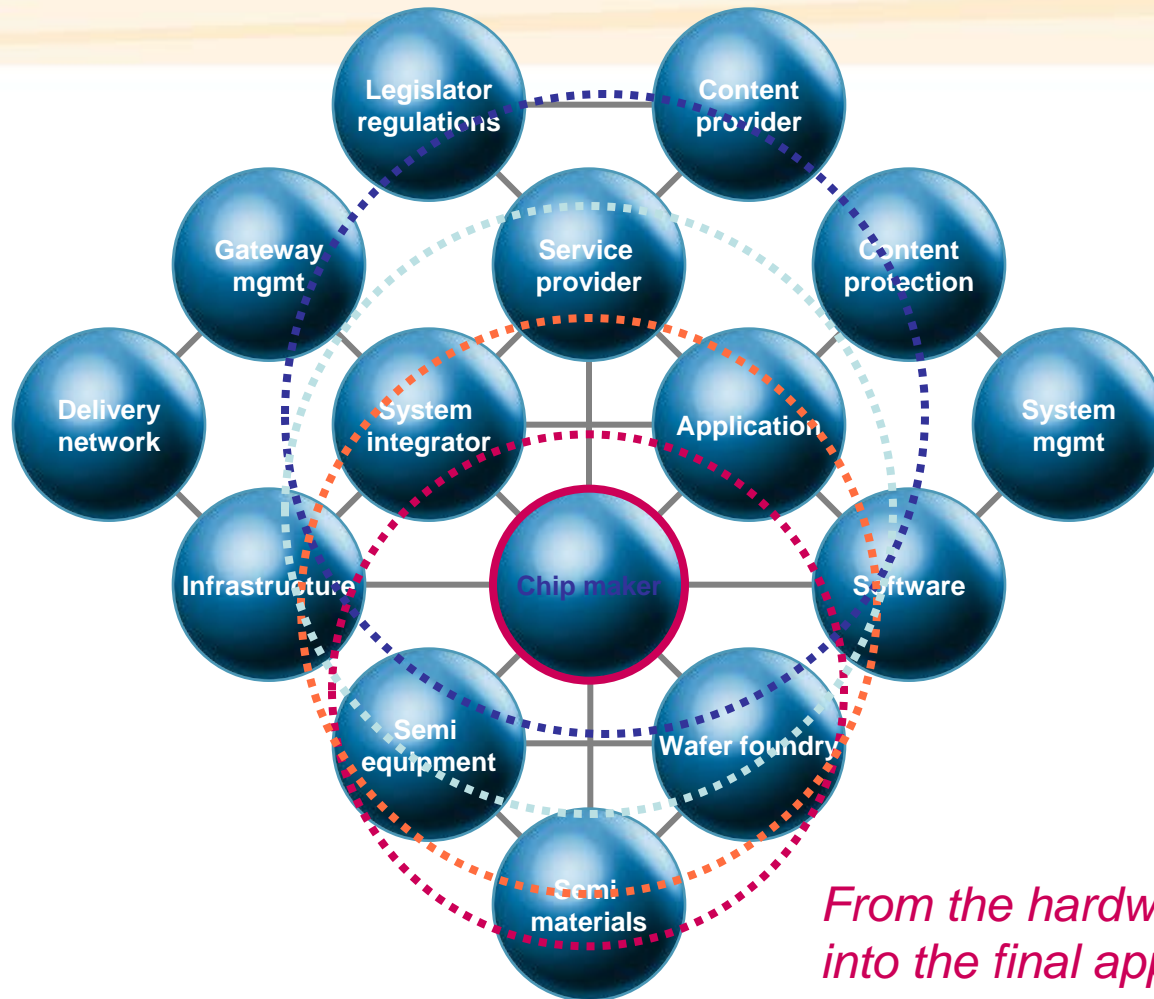 Legislator
regulations
Content
provider
Gateway
mgmt
Service
provider
Content
protection
Delivery
network
System
integrator
Application
System
mgmt
Infrastructure
Chip maker
Software
Semi
equipment
Wafer foundry
Semi
materials
From the hardw
into the final app